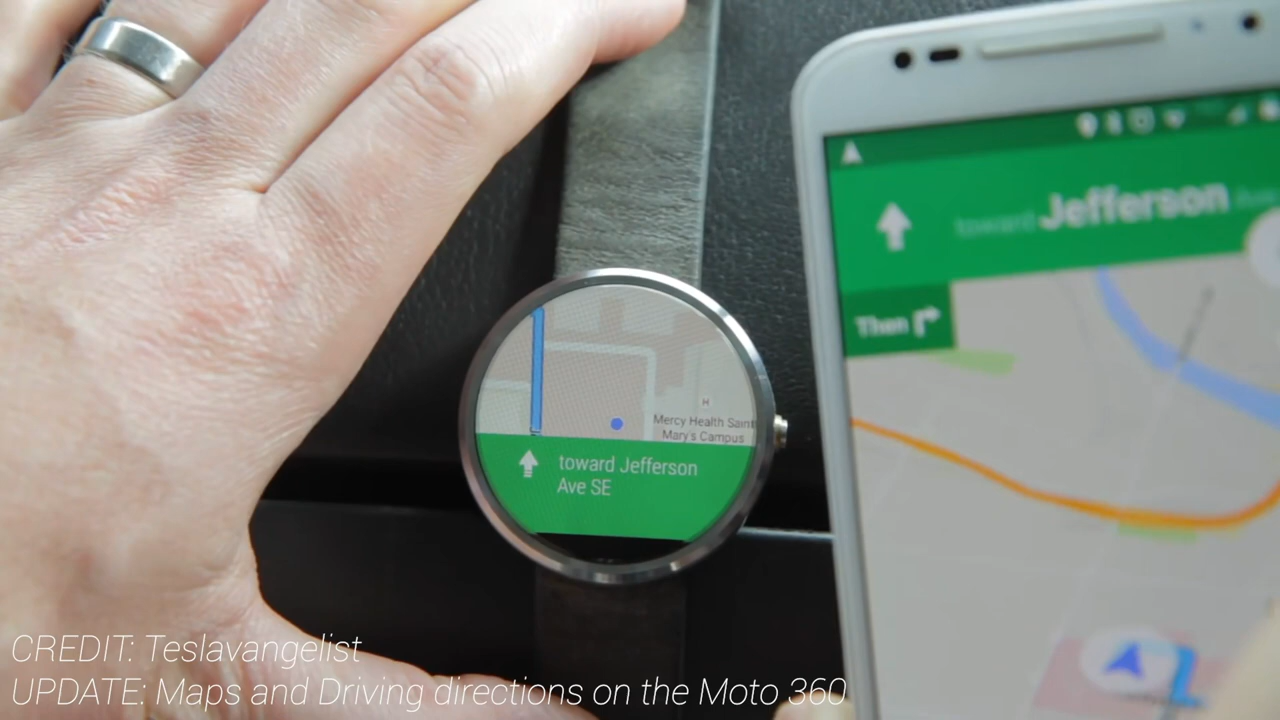 toward Jefferson
Then
H
Mercy Health Saint
Mary's Campus
toward Jefferson
Ave SE
CREDIT: Teslavangelist
UPDATE: Maps and Driving directions on the Moto 360